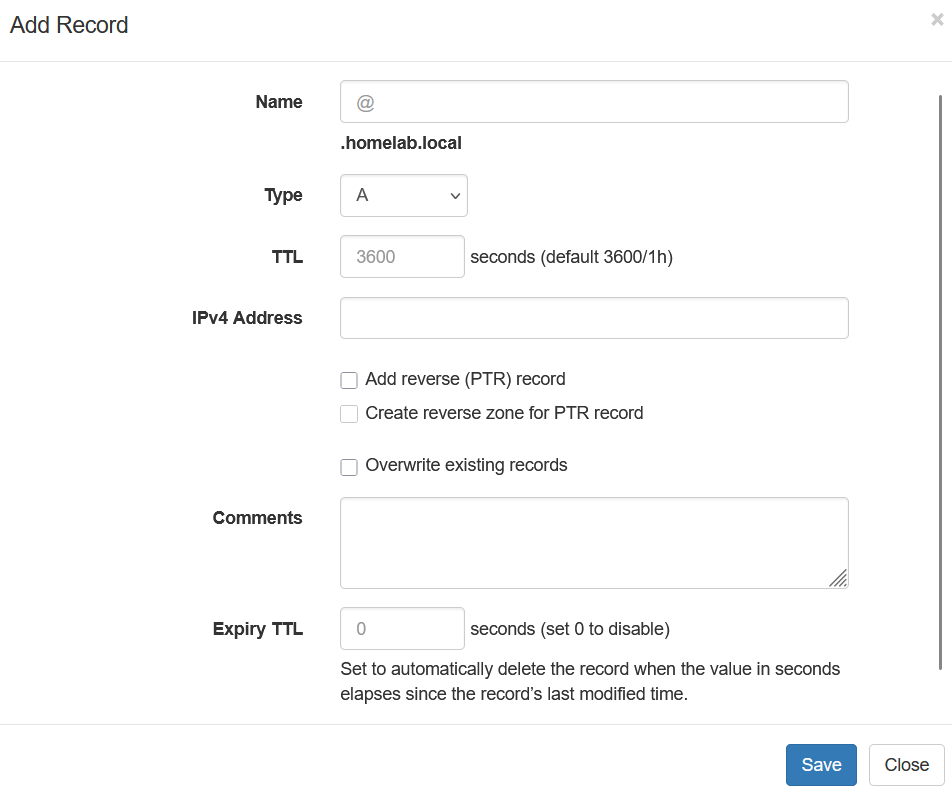 Add Record
×
Name
@
.homelab.local
Type
A
TTL
3600
seconds (default 3600/1h)
IPv4 Address
Add reverse (PTR) record
Create reverse zone for PTR record
Overwrite existing records
Comments
Expiry TTL
0
seconds (set 0 to disable)
Set to automatically delete the record when the value in seconds
elapses since the record’s last modified time.
Save
Close